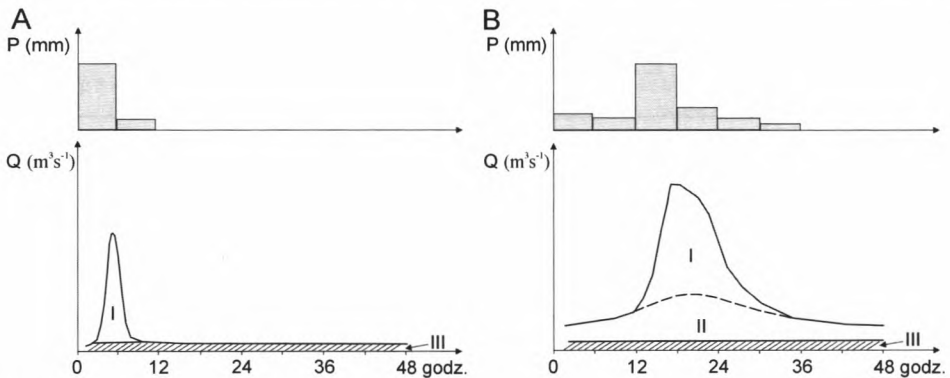 A
P (mm)
Q (m³s⁻¹)
I
III
0 12 24 36 48 godz.
B
P (mm)
Q (m³s⁻¹)
I
II
III
0 12 24 36 48 godz.